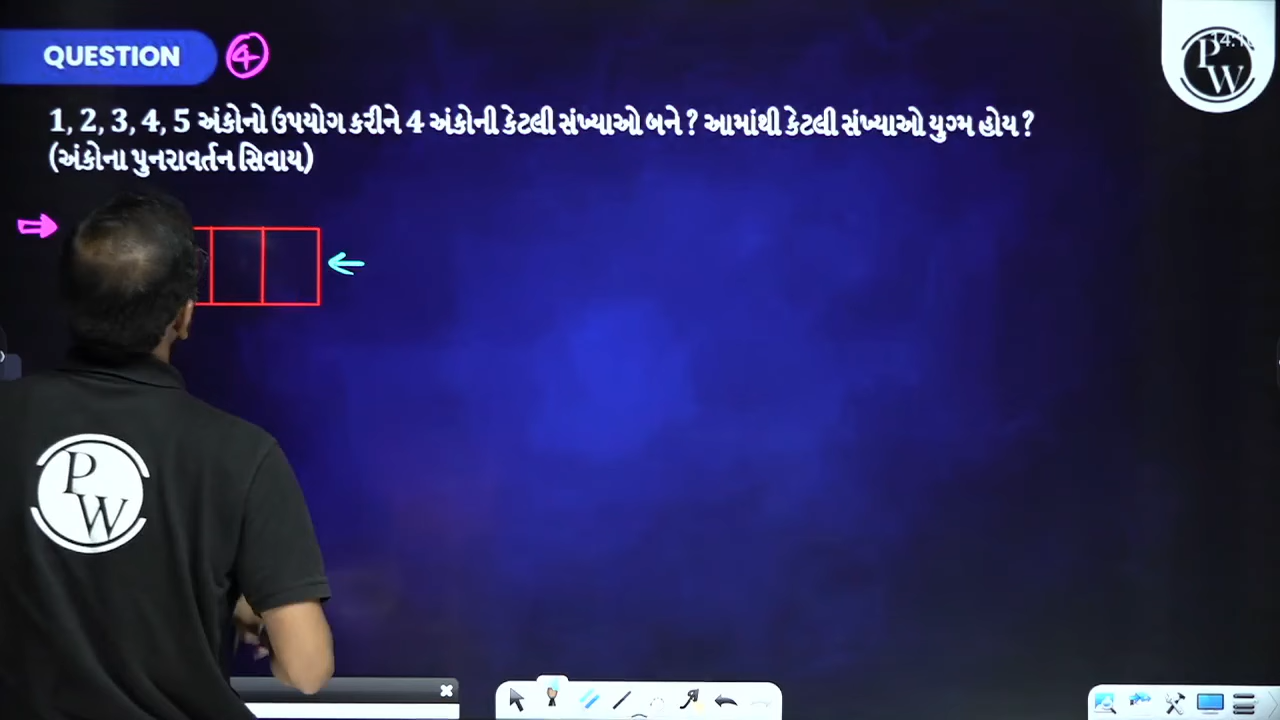 QUESTION 4
1, 2, 3, 4, 5 અંકોનો ઉપયોગ કરીને 4 અંકોની કેટલી સંખ્યાઓ બને ? આમાંથી કેટલી સંખ્યાઓ યુગ્મ હોય ?
(અંકોના પુનરાવર્તન સિવાય)
PW
PW